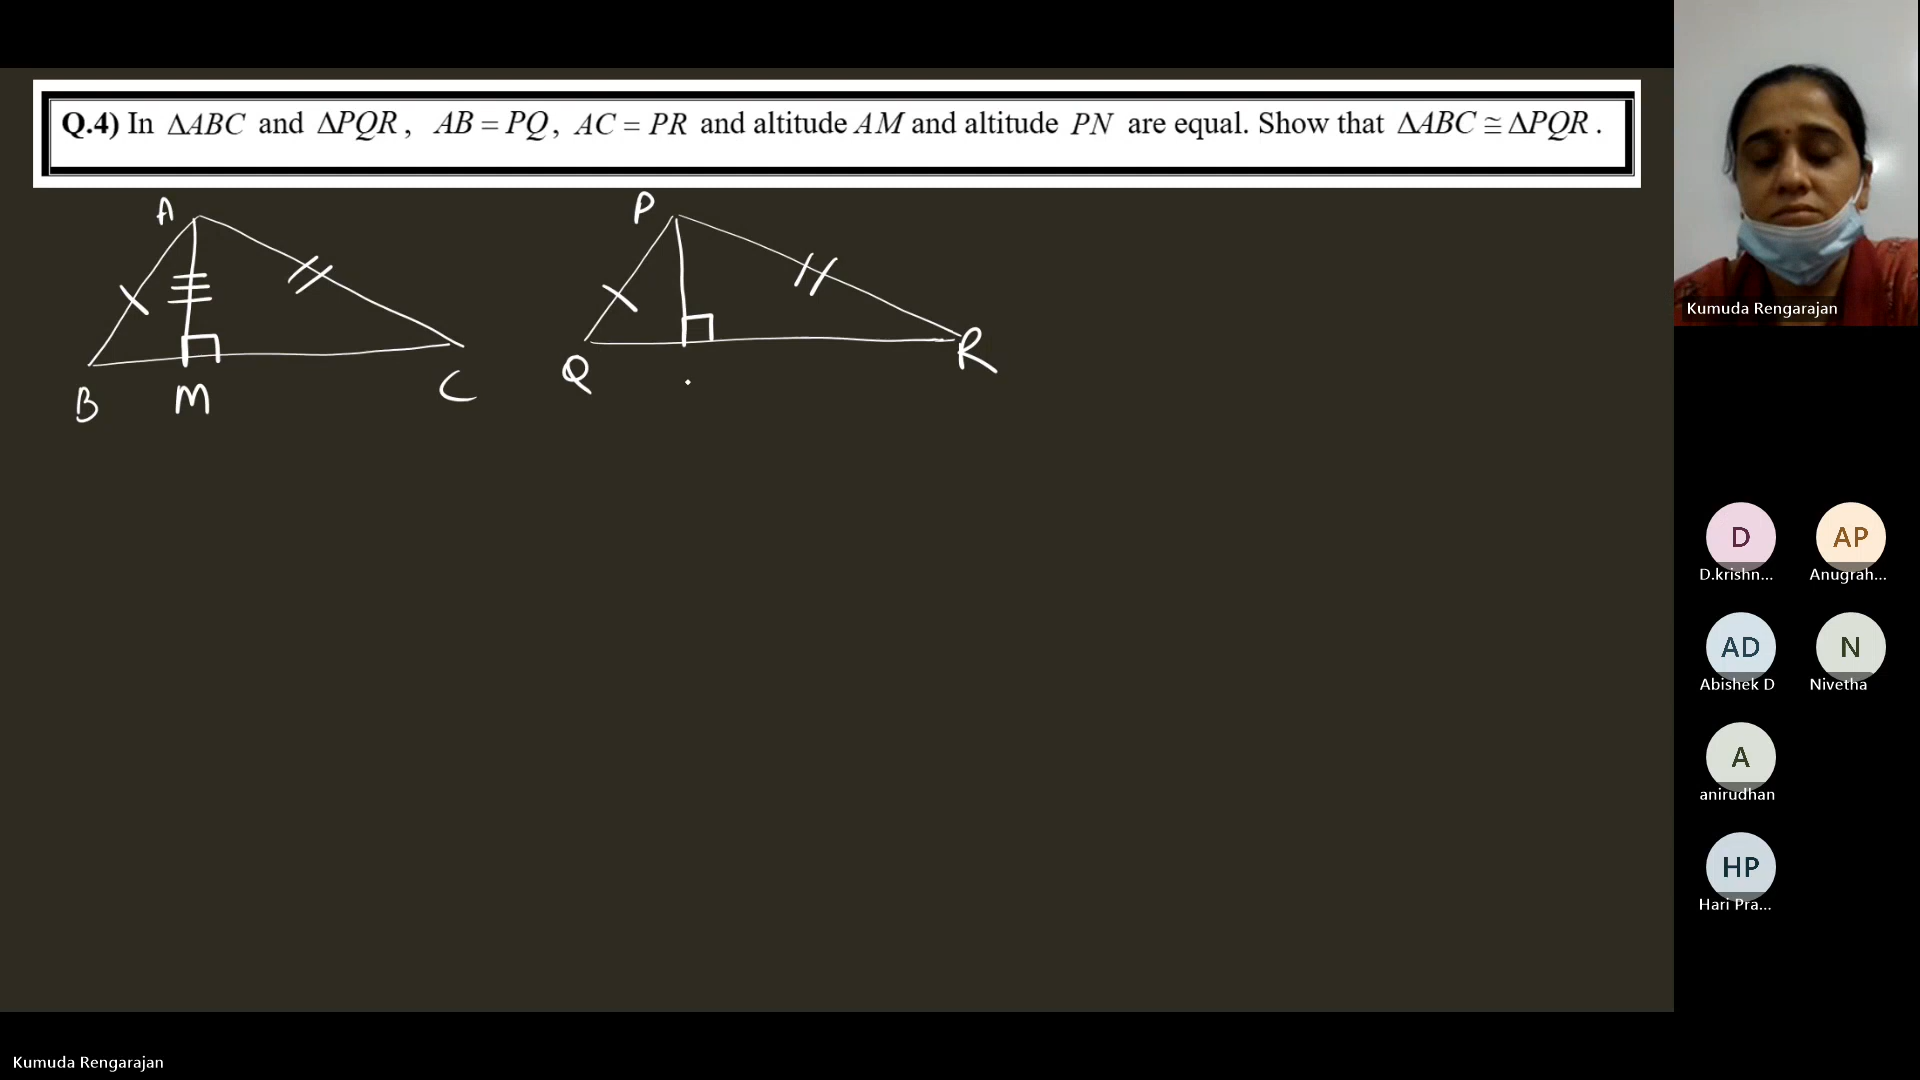 Q.4) In ΔABC and ΔPQR, AB = PQ, AC = PR and altitude AM and altitude PN are equal. Show that ΔABC ≅ ΔPQR.
A
P
B
M
C
Q
R
Kumuda Rengarajan
D
AP
D.krishn...
Anugrah...
AD
N
Abishek D
Nivetha
A
anirudhan
HP
Hari Pra...
Kumuda Rengarajan